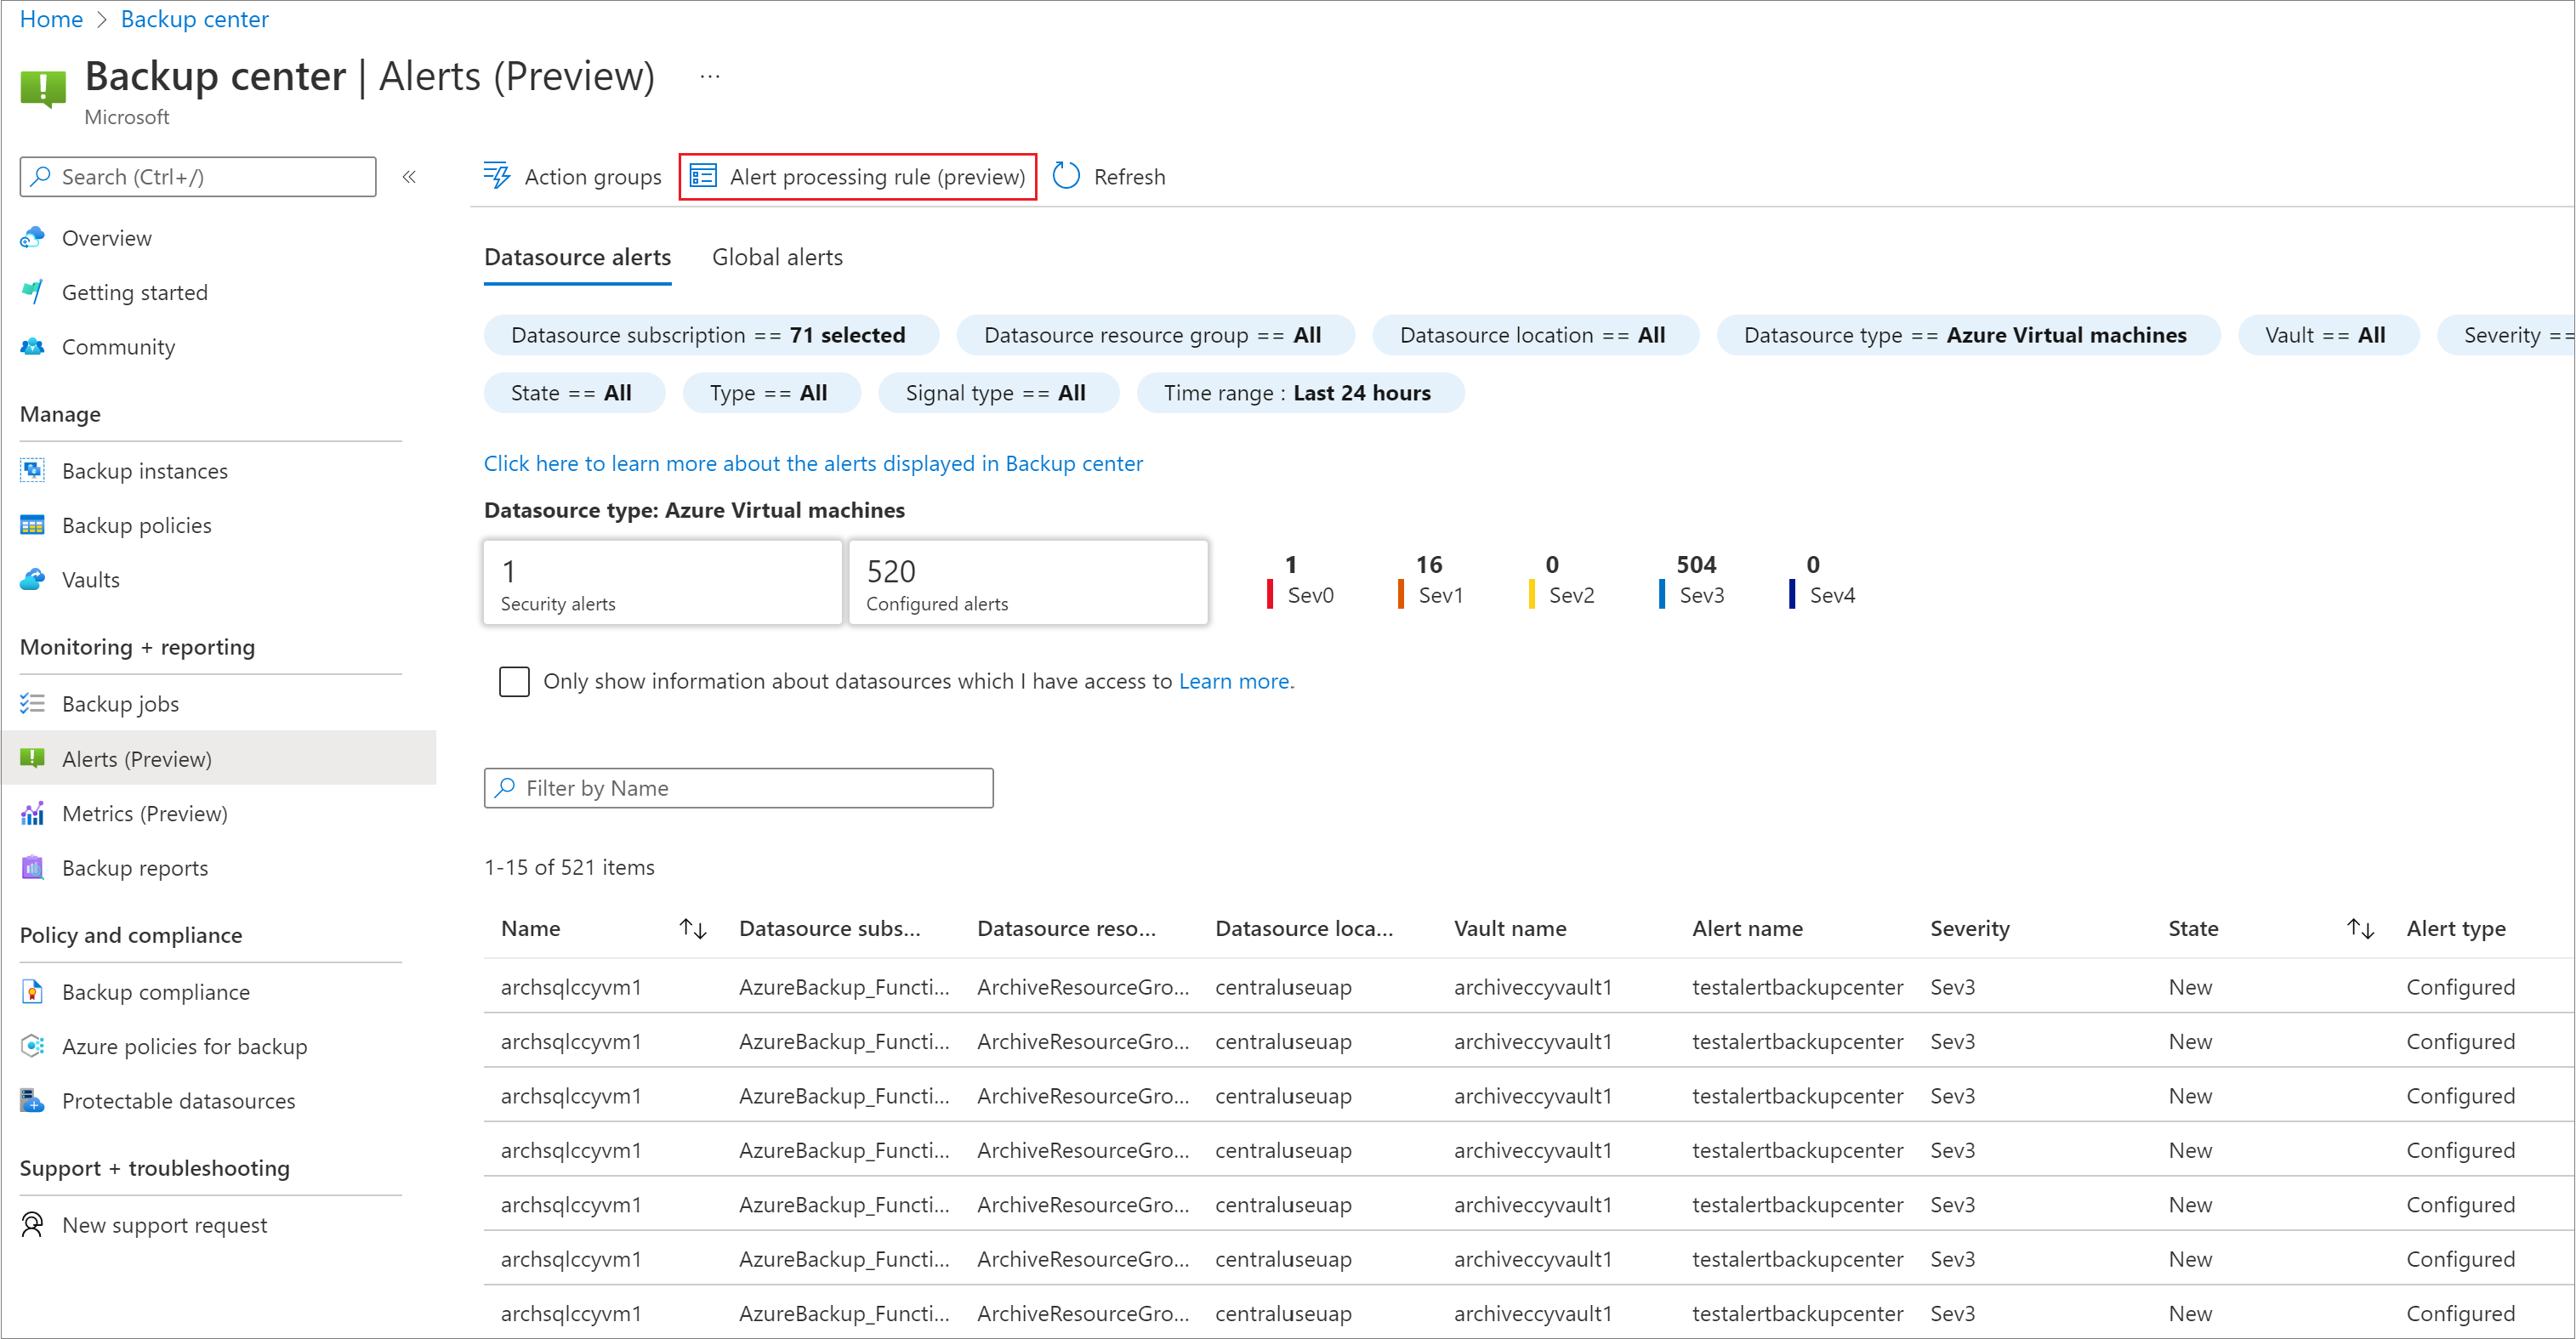 Home > Backup center
Backup center | Alerts (Preview) ...
Microsoft
Search (Ctrl+/)
«
Overview
Getting started
Community
Manage
Backup instances
Backup policies
Vaults
Monitoring + reporting
Backup jobs
Alerts (Preview)
Metrics (Preview)
Backup reports
Policy and compliance
Backup compliance
Azure policies for backup
Protectable datasources
Support + troubleshooting
New support request
Action groups Alert processing rule (preview) Refresh
Datasource alerts Global alerts
Datasource subscription == 71 selected Datasource resource group == All Datasource location == All Datasource type == Azure Virtual machines Vault == All Severity ==
State == All Type == All Signal type == All Time range : Last 24 hours
Click here to learn more about the alerts displayed in Backup center
Datasource type: Azure Virtual machines
1 520 1 16 0 504 0
Security alerts Configured alerts Sev0 Sev1 Sev2 Sev3 Sev4
Only show information about datasources which I have access to Learn more.
Filter by Name
1-15 of 521 items
Name Datasource subs... Datasource reso... Datasource loca... Vault name Alert name Severity State Alert type
archsqlccyvm1 AzureBackup_Functi... ArchiveResourceGro... centraluseuap archiveccyvault1 testalertbackupcenter Sev3 New Configured
archsqlccyvm1 AzureBackup_Functi... ArchiveResourceGro... centraluseuap archiveccyvault1 testalertbackupcenter Sev3 New Configured
archsqlccyvm1 AzureBackup_Functi... ArchiveResourceGro... centraluseuap archiveccyvault1 testalertbackupcenter Sev3 New Configured
archsqlccyvm1 AzureBackup_Functi... ArchiveResourceGro... centraluseuap archiveccyvault1 testalertbackupcenter Sev3 New Configured
archsqlccyvm1 AzureBackup_Functi... ArchiveResourceGro... centraluseuap archiveccyvault1 testalertbackupcenter Sev3 New Configured
archsqlccyvm1 AzureBackup_Functi... ArchiveResourceGro... centraluseuap archiveccyvault1 testalertbackupcenter Sev3 New Configured
archsqlccyvm1 AzureBackup_Functi... ArchiveResourceGro... centraluseuap archiveccyvault1 testalertbackupcenter Sev3 New Configured